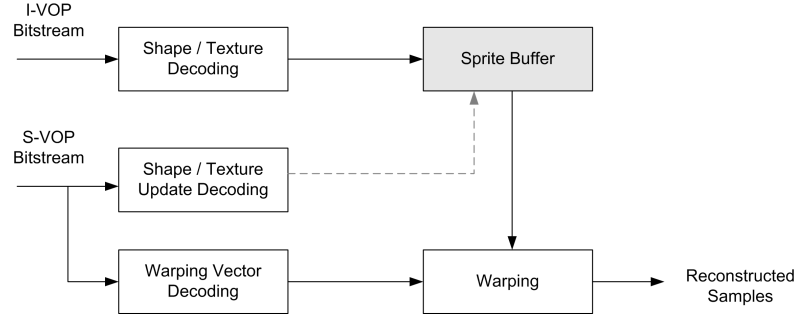 I-VOP
Bitstream
Shape / Texture
Decoding
Sprite Buffer
S-VOP
Bitstream
Shape / Texture
Update Decoding
Warping Vector
Decoding
Warping
Reconstructed
Samples